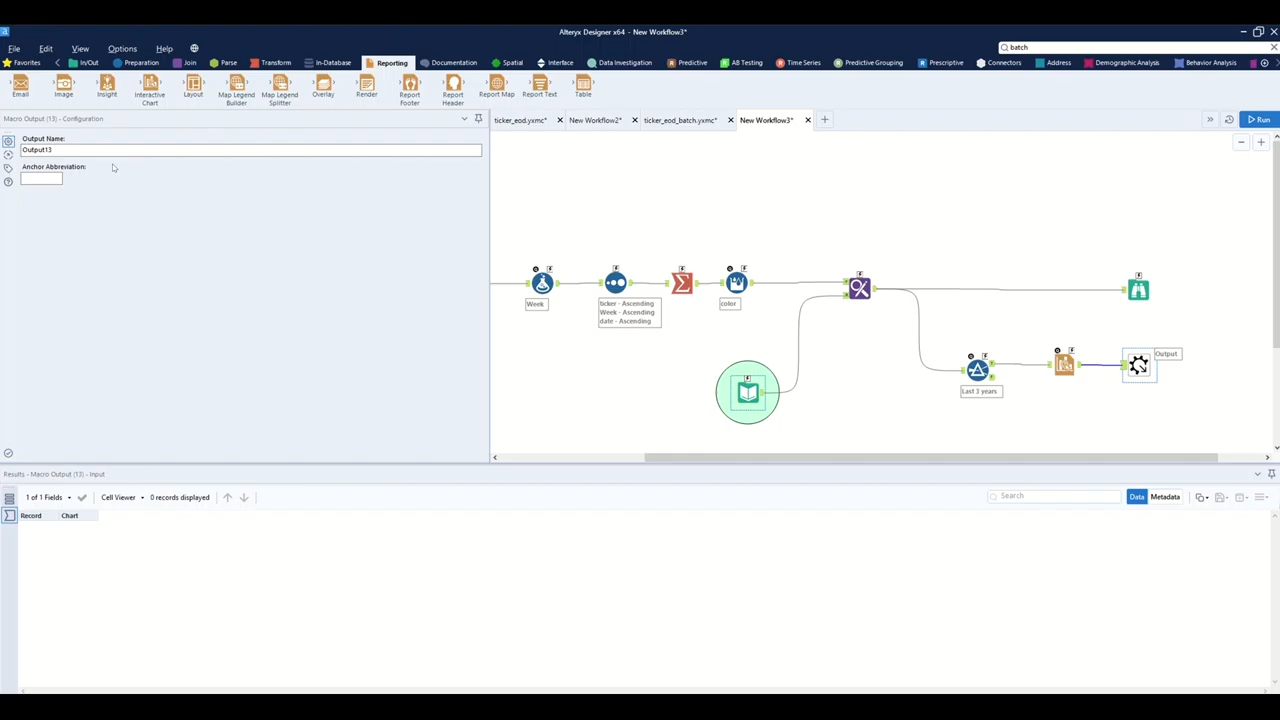 Alteryx Designer x64 - New Workflow3*
File Edit View Options Help
batch
Favorites In/Out Preparation Join Parse Transform In-Database Reporting Documentation Spatial Interface Data Investigation Predictive AB Testing Time Series Predictive Grouping Prescriptive Connectors Address Demographic Analysis Behavior Analysis
Email Image Insight Interactive Chart Layout Map Legend Builder Map Legend Splitter Overlay Render Report Footer Report Header Report Map Report Text Table
Macro Output (13) - Configuration
ticker_eod.yxmc* New Workflow2* ticker_eod_batch.yxmc* New Workflow3*
Run
Output Name:
Output13
Anchor Abbreviation:
Week
ticker - Ascending
Week - Ascending
date - Ascending
color
Output
Last 3 years
Results - Macro Output (13) - Input
1 of 1 Fields Cell Viewer 0 records displayed Search Data Metadata
Record Chart